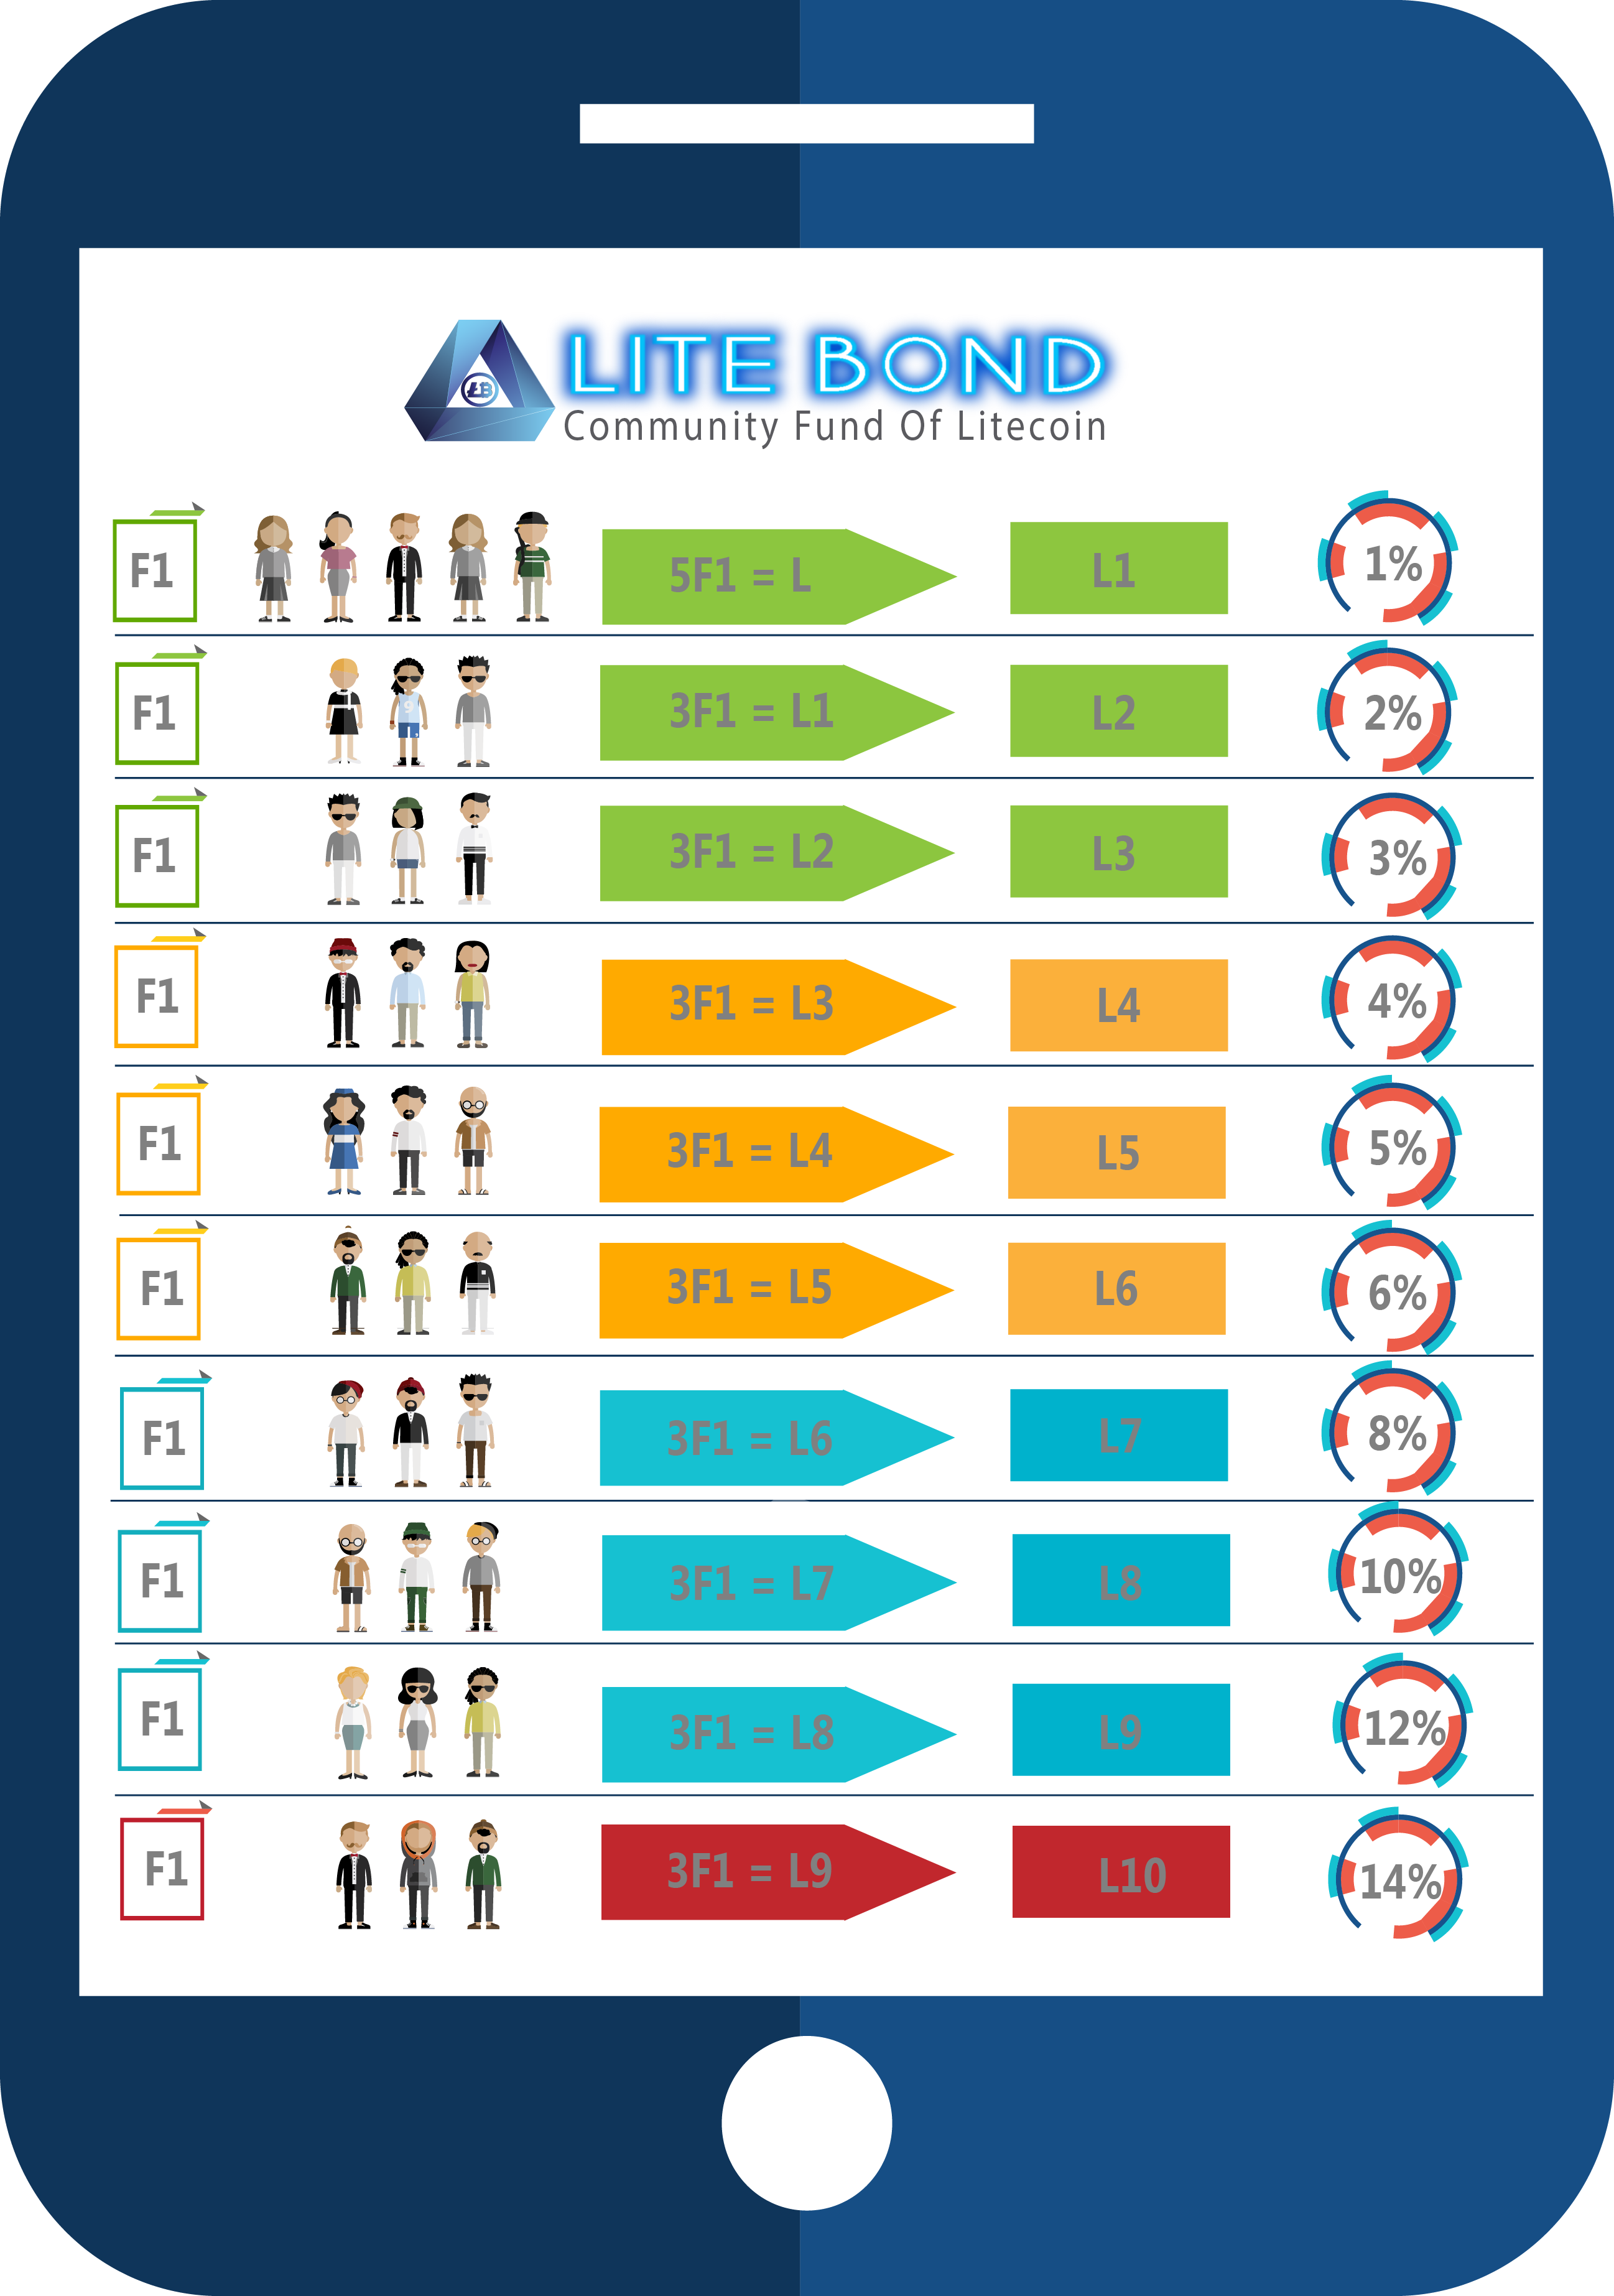 LITE BOND
Community Fund Of Litecoin
F1 5F1 = L L1 1%
F1 3F1 = L1 L2 2%
F1 3F1 = L2 L3 3%
F1 3F1 = L3 L4 4%
F1 3F1 = L4 L5 5%
F1 3F1 = L5 L6 6%
F1 3F1 = L6 L7 8%
F1 3F1 = L7 L8 10%
F1 3F1 = L8 L9 12%
F1 3F1 = L9 L10 14%